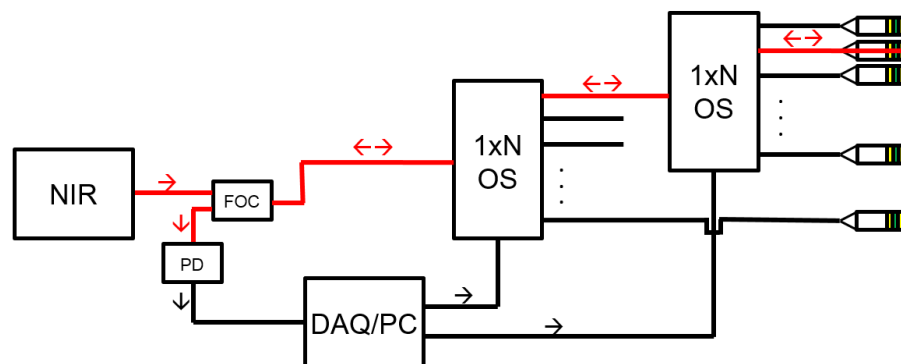 1xN
OS
1xN
OS
NIR
FOC
PD
DAQ/PC